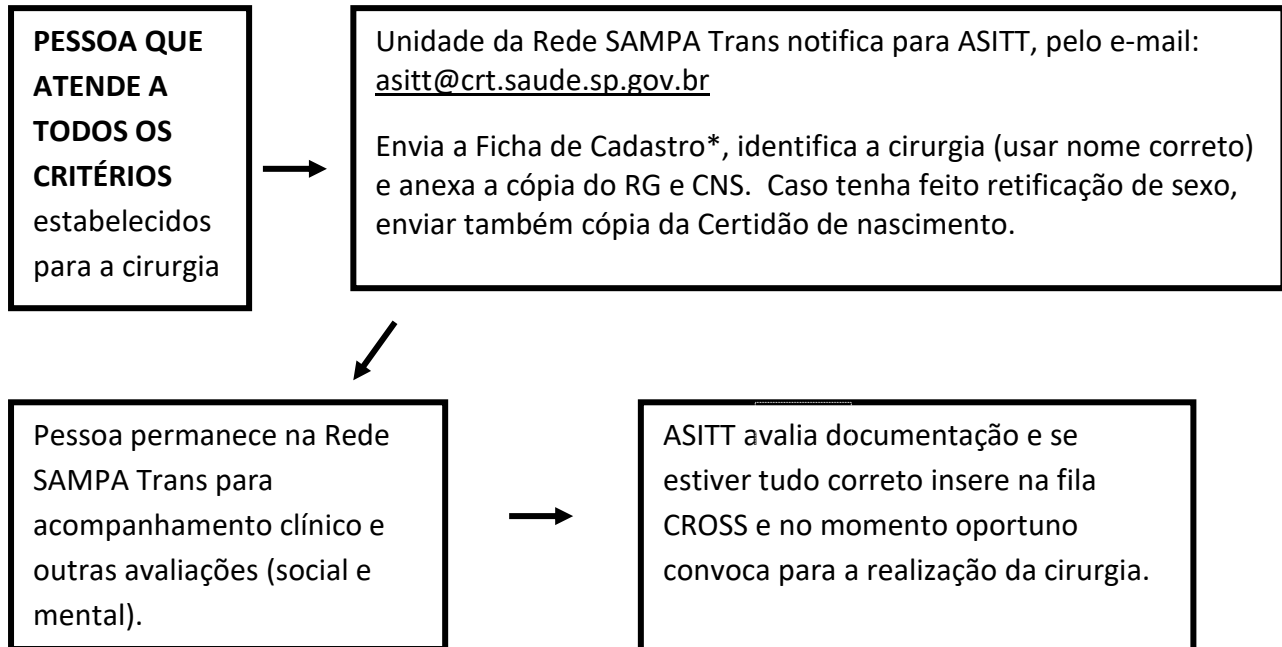 PESSOA QUE
ATENDE A
TODOS OS
CRITÉRIOS
estabelecidos
para a cirurgia
Unidade da Rede SAMPA Trans notifica para ASITT, pelo e-mail:
asitt@crt.saude.sp.gov.br
Envia a Ficha de Cadastro*, identifica a cirurgia (usar nome correto)
e anexa a cópia do RG e CNS. Caso tenha feito retificação de sexo,
enviar também cópia da Certidão de nascimento.
Pessoa permanece na Rede
SAMPA Trans para
acompanhamento clínico e
outras avaliações (social e
mental).
ASITT avalia documentação e se
estiver tudo correto insere na fila
CROSS e no momento oportuno
convoca para a realização da cirurgia.